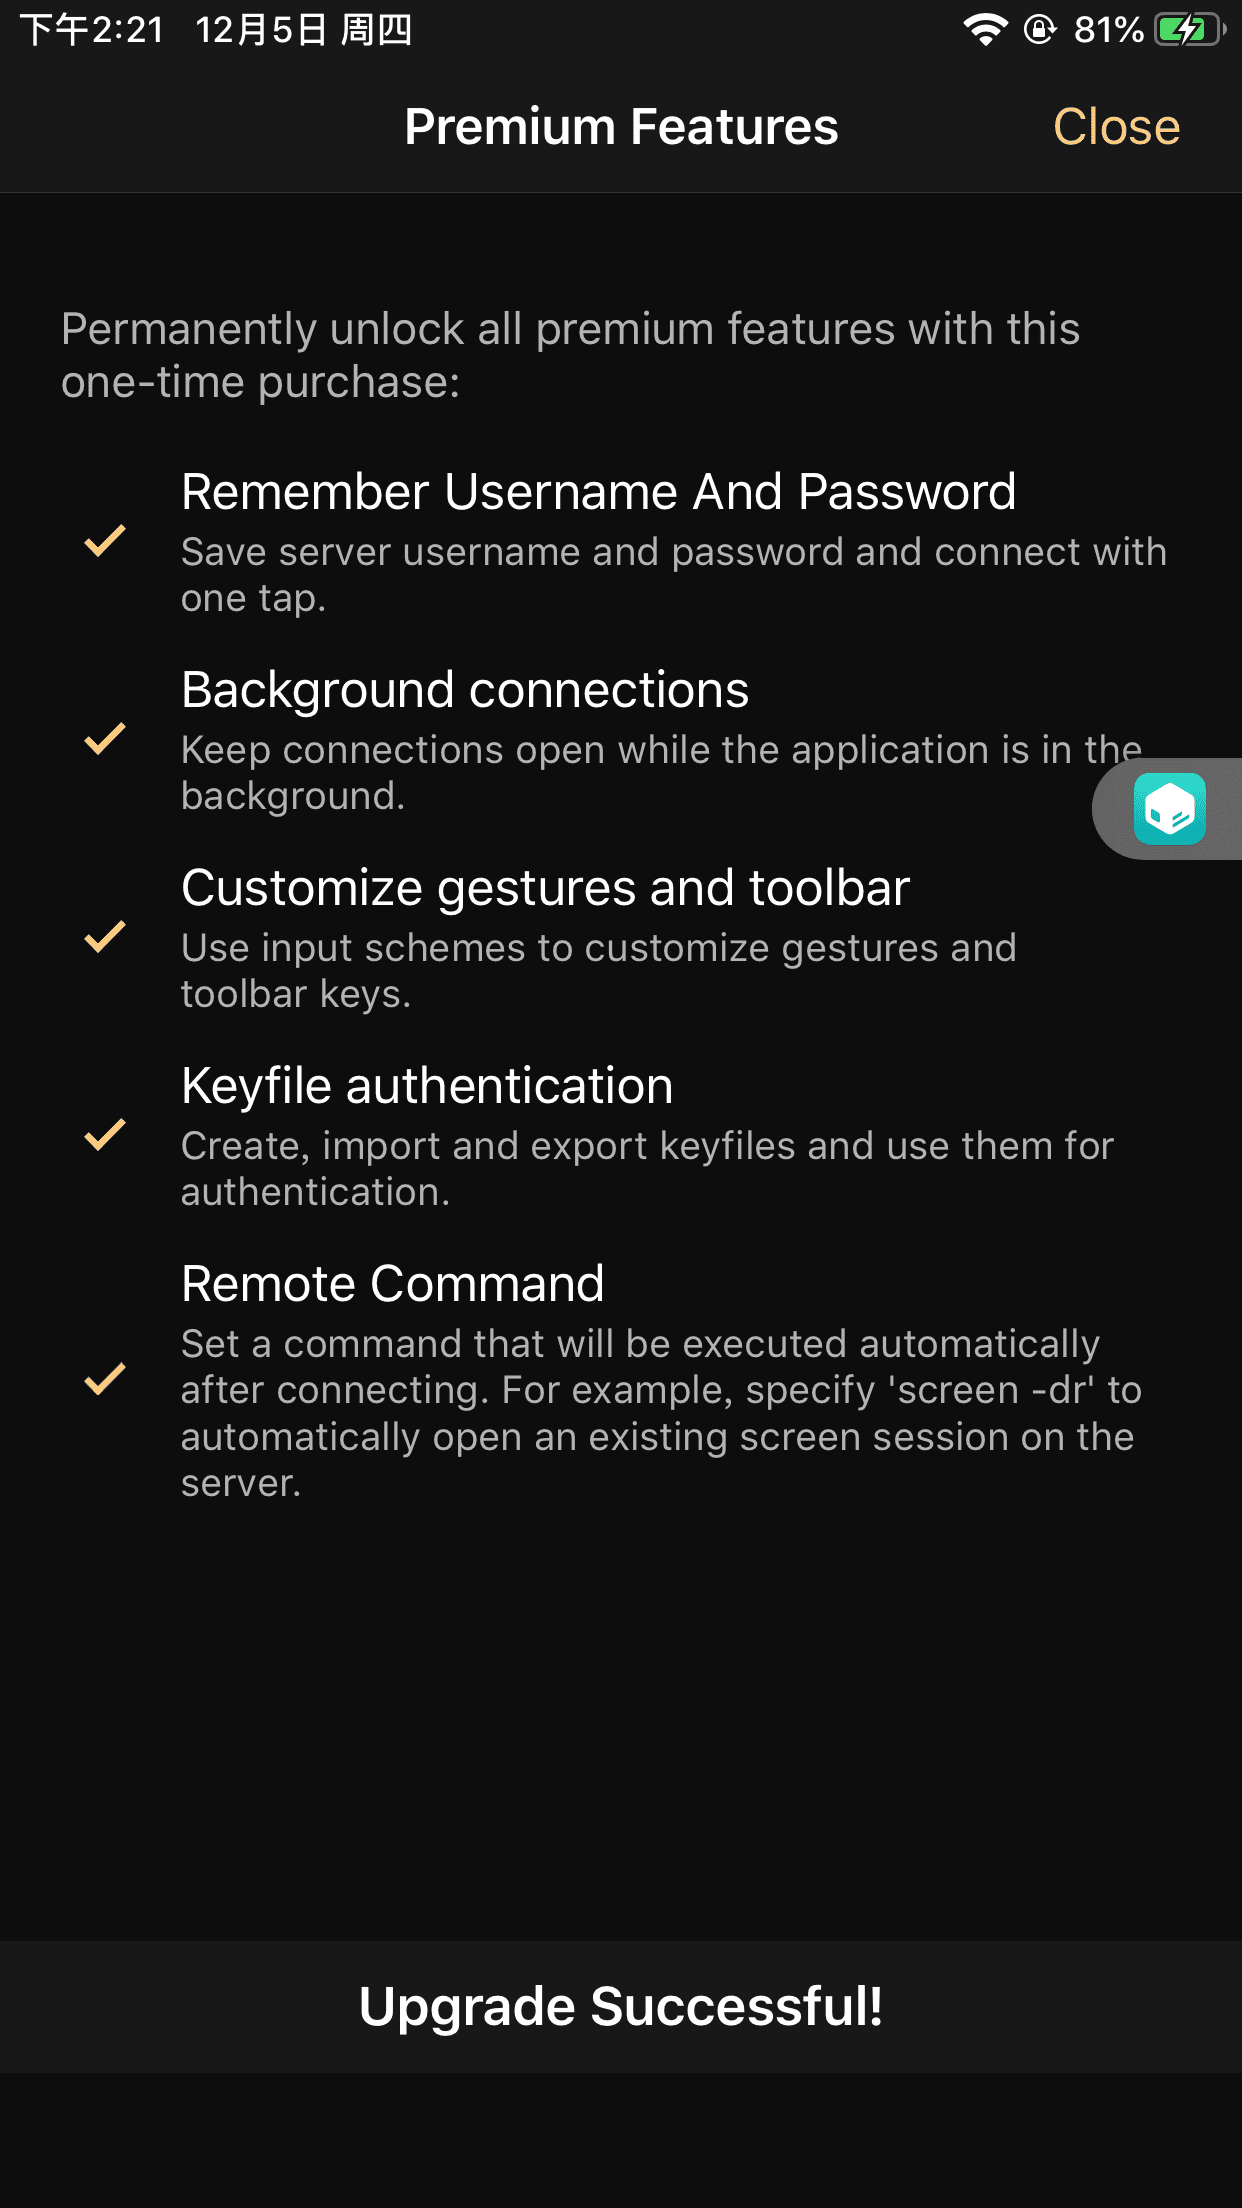 下午2:21 12月5日 周四 81%
Premium Features Close
Permanently unlock all premium features with this
one-time purchase:
Remember Username And Password
Save server username and password and connect with
one tap.
Background connections
Keep connections open while the application is in the
background.
Customize gestures and toolbar
Use input schemes to customize gestures and
toolbar keys.
Keyfile authentication
Create, import and export keyfiles and use them for
authentication.
Remote Command
Set a command that will be executed automatically
after connecting. For example, specify 'screen -dr' to
automatically open an existing screen session on the
server.
Upgrade Successful!